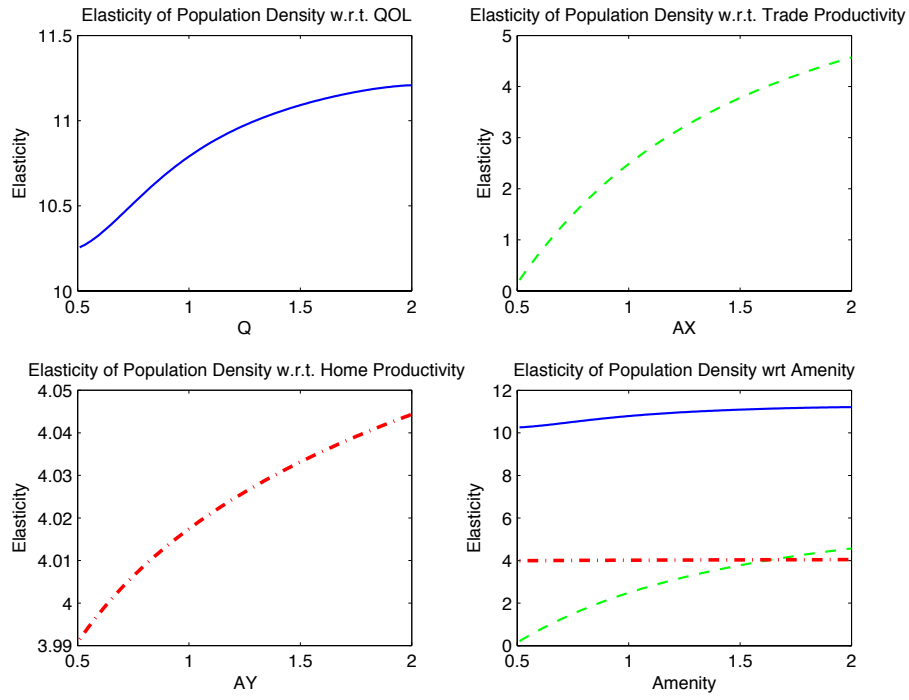 Elasticity of Population Density w.r.t. QOL
11.5
11
10.5
10
Elasticity
0.5 1 1.5 2
Q
Elasticity of Population Density w.r.t. Trade Productivity
5
4
3
2
1
0
Elasticity
0.5 1 1.5 2
AX
Elasticity of Population Density w.r.t. Home Productivity
4.05
4.04
4.03
4.02
4.01
4
3.99
Elasticity
0.5 1 1.5 2
AY
Elasticity of Population Density wrt Amenity
12
10
8
6
4
2
0
Elasticity
0.5 1 1.5 2
Amenity